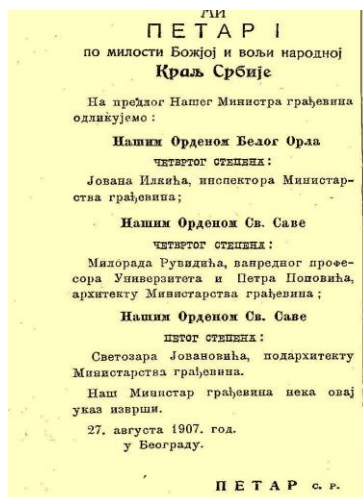 МИ
ПЕТАР I
по милости Божјој и вољи народној
Краљ Србије
На предлог Нашег Министра грађевина
одликујемо :
Нашим Орденом Белог Орла
ЧЕТВРТОГ СТЕПЕНА :
Јована Илкића, инспектора Министар-
ства грађевина;
Нашим Орденом Св. Саве
ЧЕТВРТОГ СТЕПЕНА :
Милорада Рувидића, ванредног профе-
сора Универзитета и Петра Поповића,
архитекту Министарства грађевина ;
Нашим Орденом Св. Саве
ПЕТОГ СТЕПЕНА :
Светозара Јовановића, подархитекту
Министарства грађевина.
Наш Министар грађевина нека овај
указ изврши.
27. августа 1907. год.
у Београду.
ПЕТАР с. р.